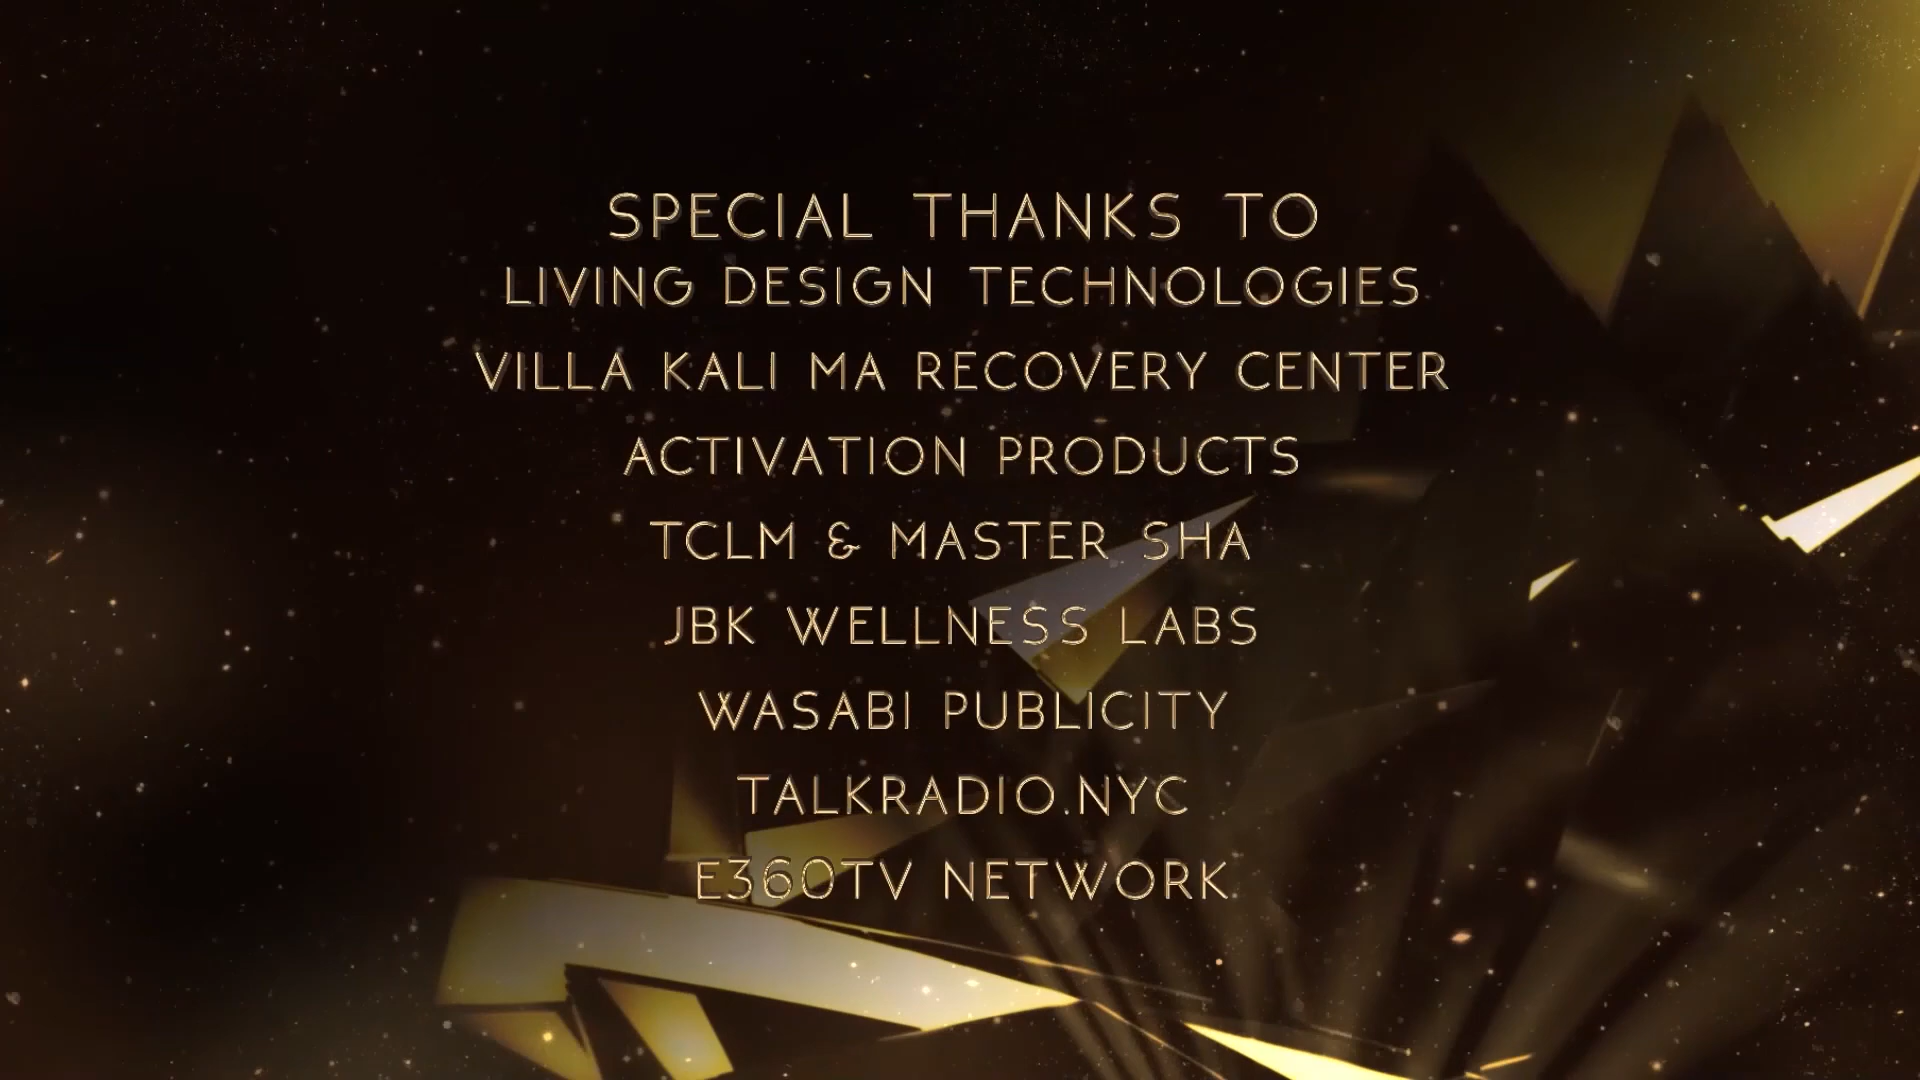 SPECIAL THANKS TO
LIVING DESIGN TECHNOLOGIES
VILLA KALI MA RECOVERY CENTER
ACTIVATION PRODUCTS
TCLM & MASTER SHA
JBK WELLNESS LABS
WASABI PUBLICITY
TALKRADIO.NYC
E360TV NETWORK